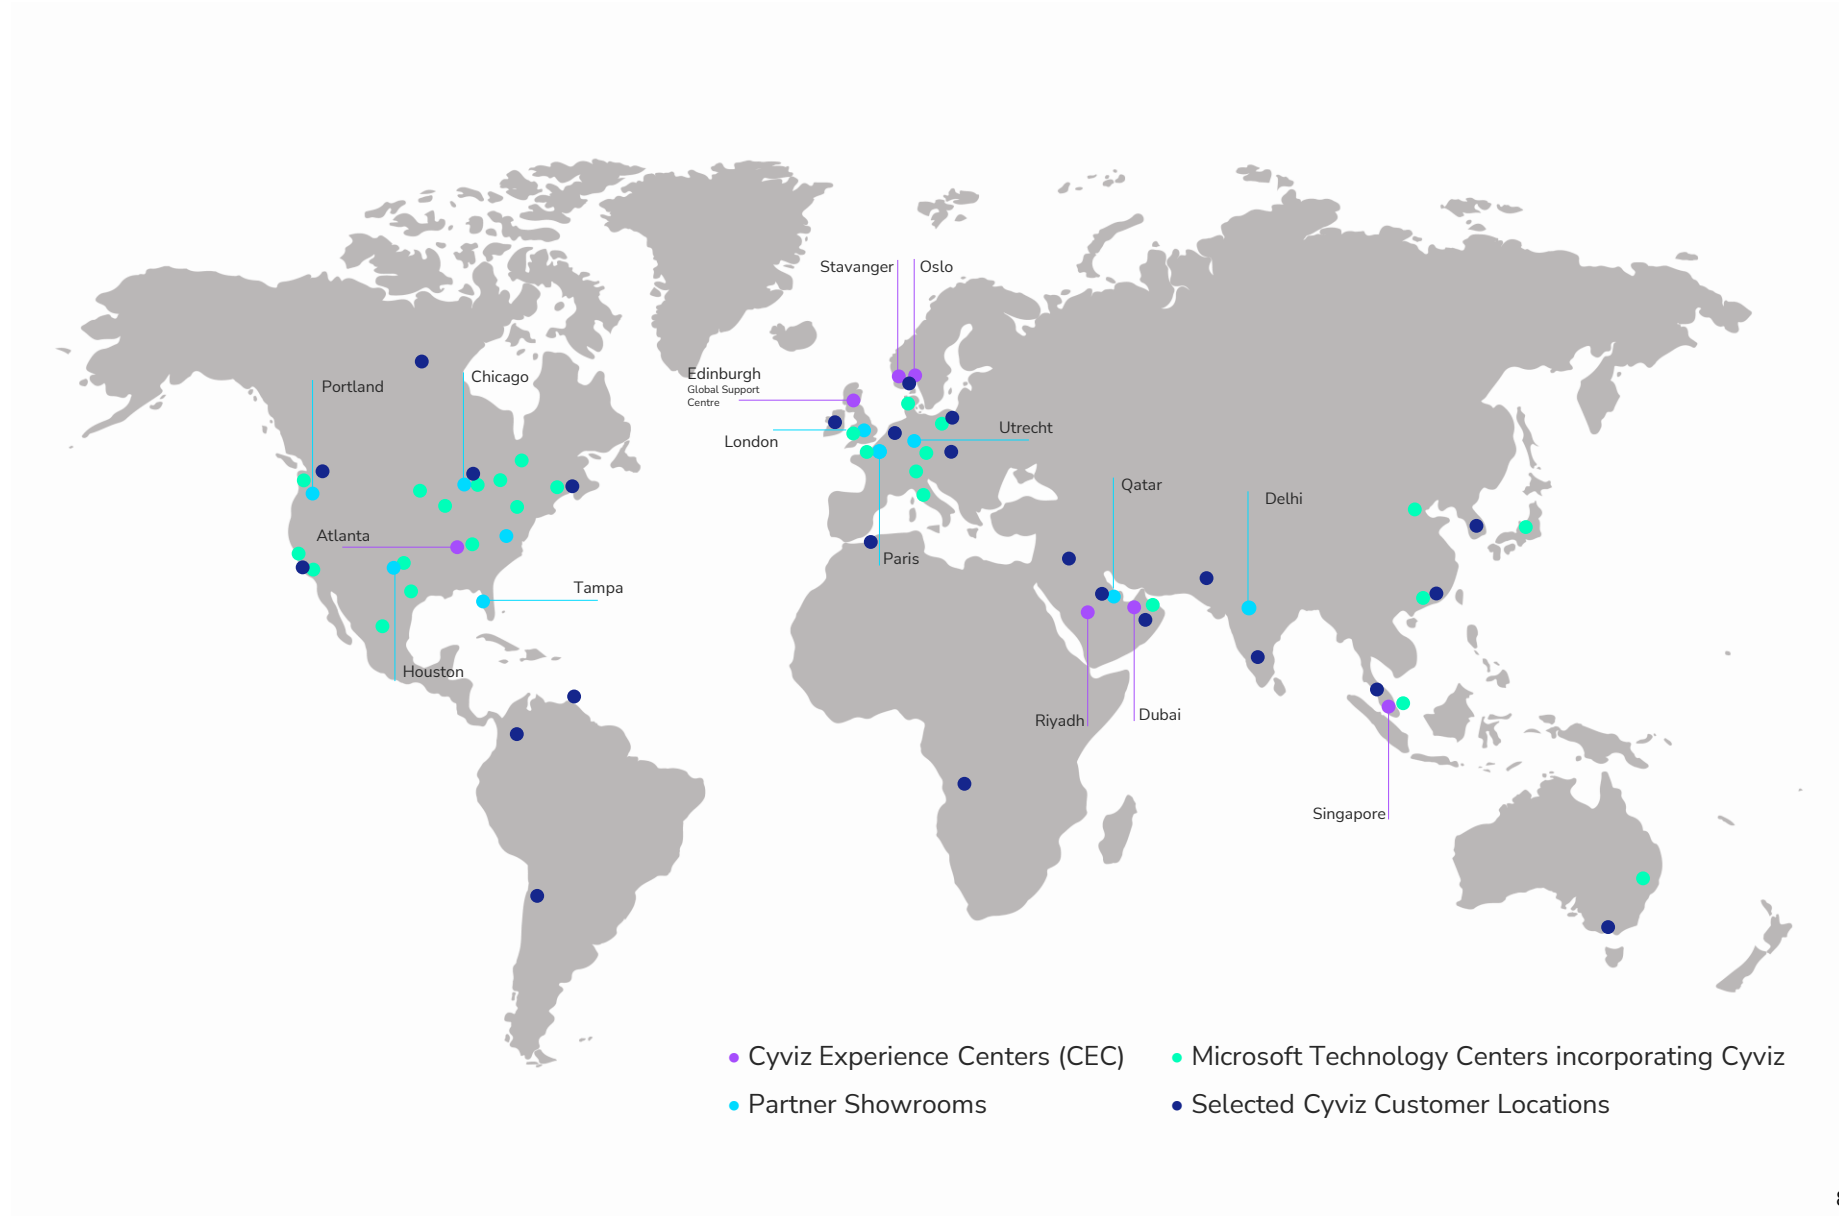 Stavanger
Oslo
Edinburgh
Global Support
Centre
Portland
Chicago
London
Utrecht
Qatar
Delhi
Atlanta
Paris
Tampa
Houston
Riyadh
Dubai
Singapore
Cyviz Experience Centers (CEC)
Microsoft Technology Centers incorporating Cyviz
Partner Showrooms
Selected Cyviz Customer Locations